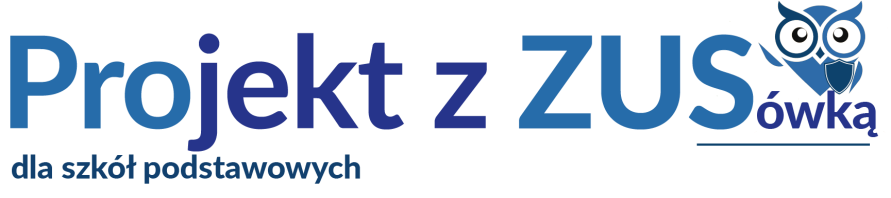 Projekt z ZUSówką
dla szkół podstawowych